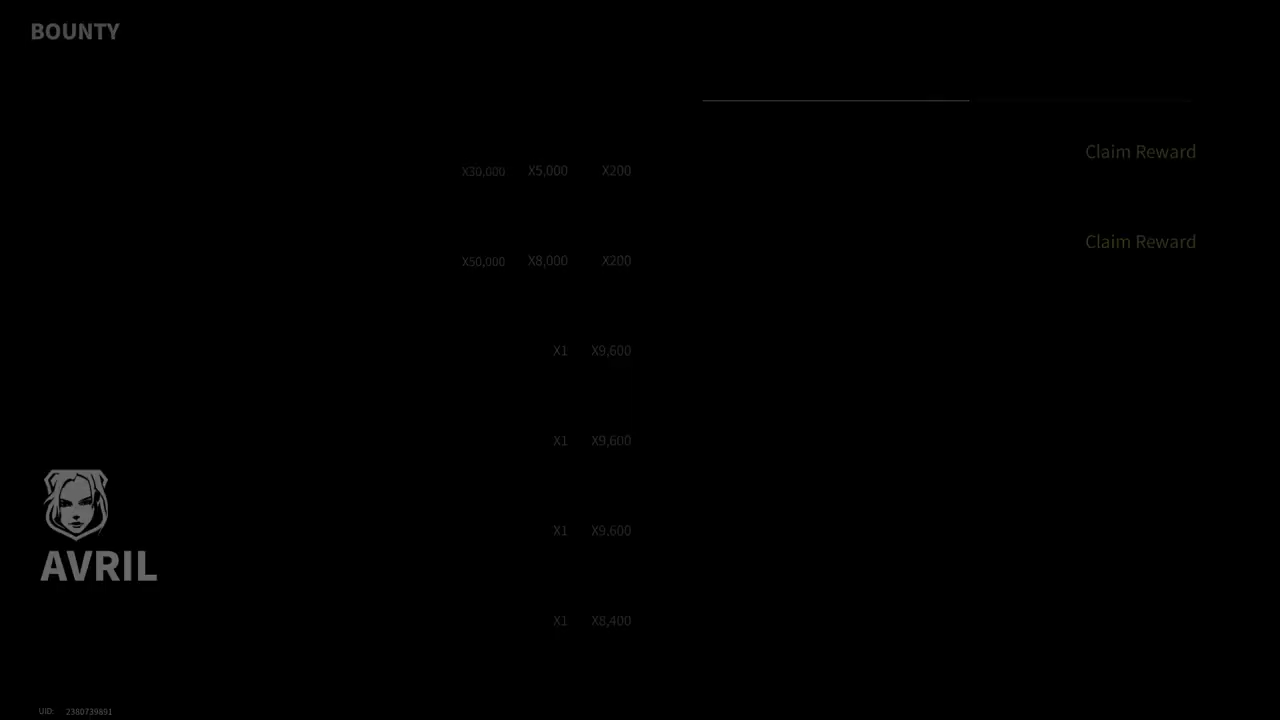 BOUNTY
Claim Reward
X30,000 X5,000 X200
Claim Reward
X50,000 X8,000 X200
X1 X9,600
X1 X9,600
X1 X9,600
AVRIL
X1 X8,400
UID: 2380739691